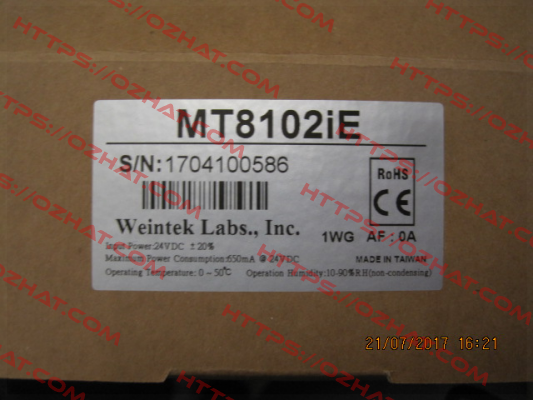 MT8102iE
S/N:1704100586
RoHS
CE
Weintek Labs., Inc.
1WG AF : 0A
Input Power:24VDC ±20%
Maximum Power Consumption:650mA @ 24VDC
MADE IN TAIWAN
Operating Temperature: 0 ~ 50℃ Operation Humidity:10-90%RH(non-condensing)
21/07/2017 16:21
HTTPS://OZHAT.COM